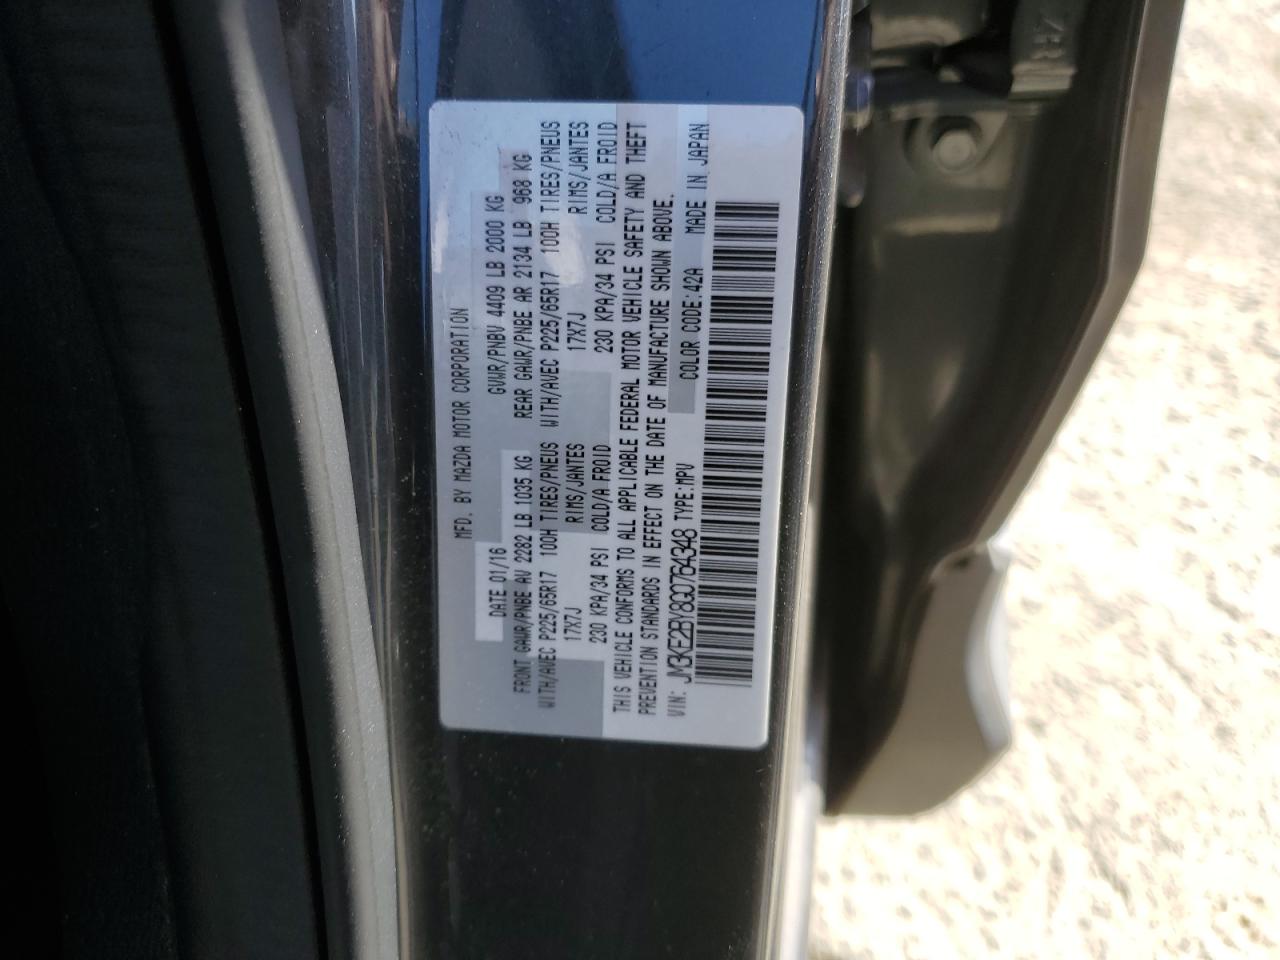 MFD. BY MAZDA MOTOR CORPORATION
DATE 01/16 GVWR/PNBV 4409 LB 2000 KG
FRONT GAWR/PNBE AV 2282 LB 1035 KG REAR GAWR/PNBE AR 2134 LB 968 KG
WITH/AVEC P225/65R17 100H TIRES/PNEUS WITH/AVEC P225/65R17 100H TIRES/PNEUS
17X7J RIMS/JANTES 17X7J RIMS/JANTES
230 KPA/34 PSI COLD/A FROID 230 KPA/34 PSI COLD/A FROID
THIS VEHICLE CONFORMS TO ALL APPLICABLE FEDERAL MOTOR VEHICLE SAFETY AND THEFT
PREVENTION STANDARDS IN EFFECT ON THE DATE OF MANUFACTURE SHOWN ABOVE.
VIN: JM3KE2BY8G0764348 TYPE:MPV COLOR CODE:42A MADE IN JAPAN